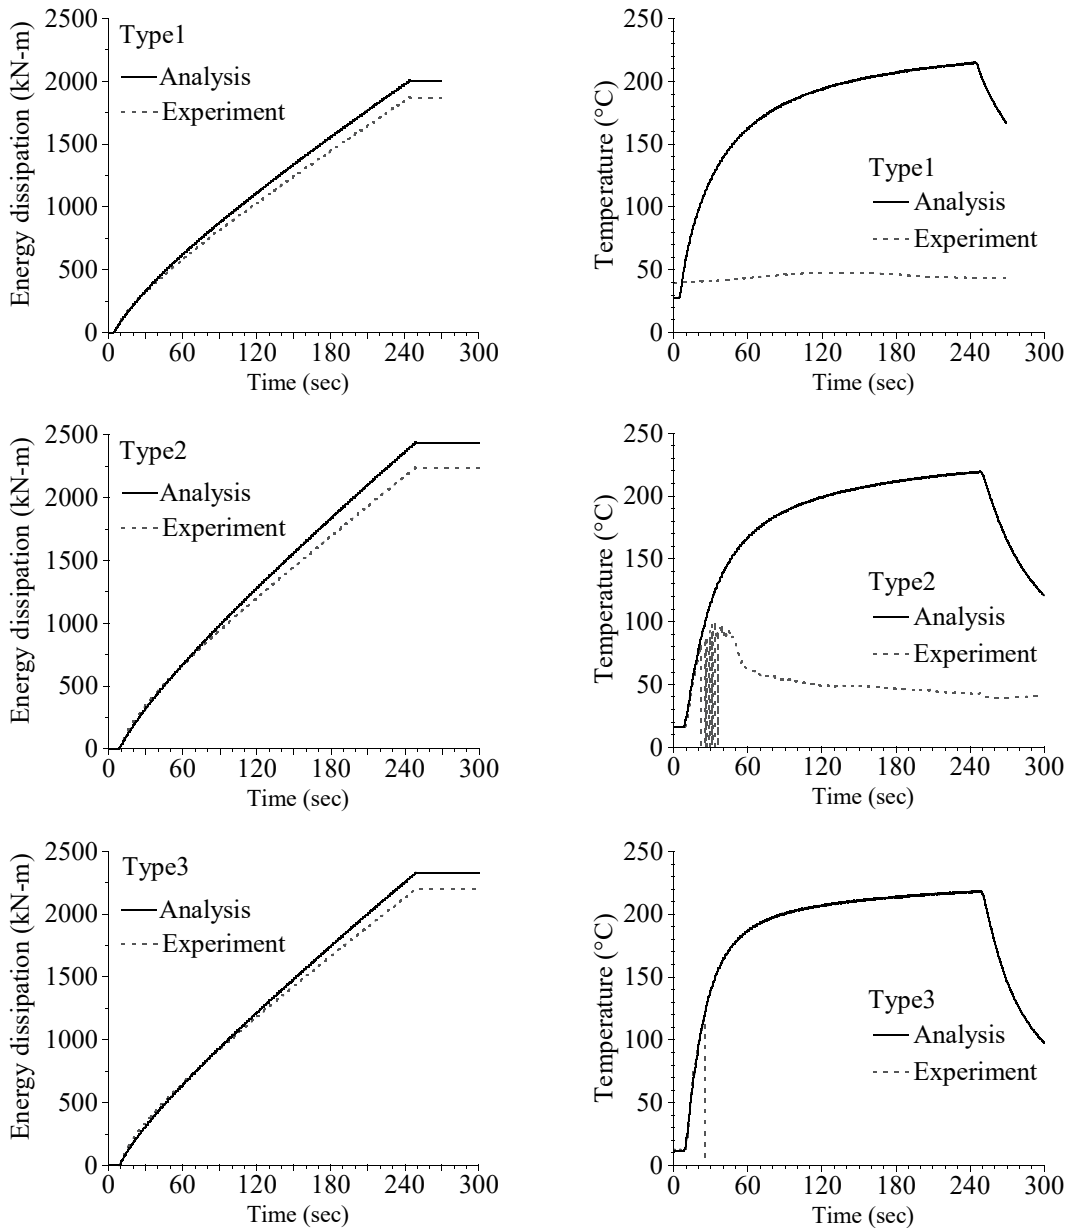 Energy dissipation (kN-m)
2500
2000
1500
1000
500
0
Type1
Analysis
Experiment
0 60 120 180 240 300
Time (sec)
Temperature (°C)
250
200
150
100
50
0
Type1
Analysis
Experiment
0 60 120 180 240 300
Time (sec)
Energy dissipation (kN-m)
2500
2000
1500
1000
500
0
Type2
Analysis
Experiment
0 60 120 180 240 300
Time (sec)
Temperature (°C)
250
200
150
100
50
0
Type2
Analysis
Experiment
0 60 120 180 240 300
Time (sec)
Energy dissipation (kN-m)
2500
2000
1500
1000
500
0
Type3
Analysis
Experiment
0 60 120 180 240 300
Time (sec)
Temperature (°C)
250
200
150
100
50
0
Type3
Analysis
Experiment
0 60 120 180 240 300
Time (sec)